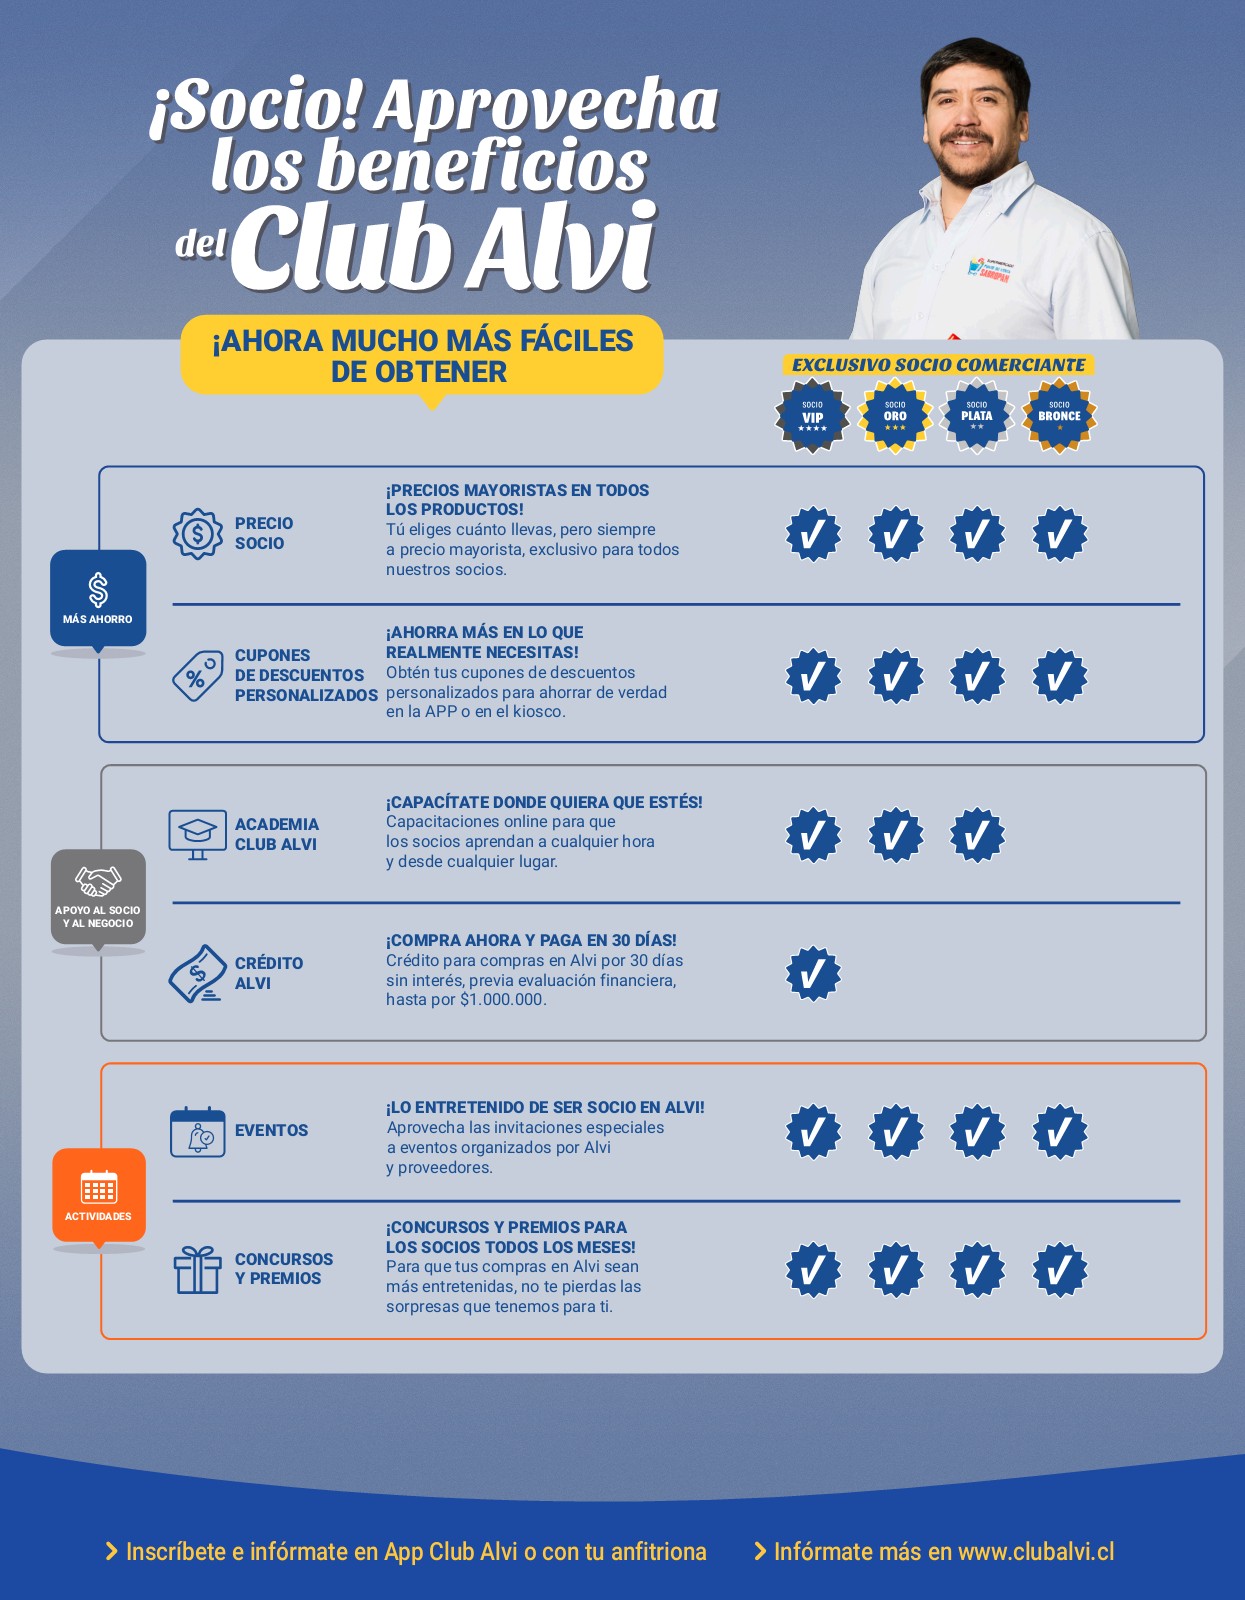 ¡Socio! Aprovecha
los beneficios
del Club Alvi
¡AHORA MUCHO MÁS FÁCILES
DE OBTENER
EXCLUSIVO SOCIO COMERCIANTE
SOCIO
VIP
SOCIO
ORO
SOCIO
PLATA
SOCIO
BRONCE
MÁS AHORRO
PRECIO
SOCIO
¡PRECIOS MAYORISTAS EN TODOS
LOS PRODUCTOS!
Tú eliges cuánto llevas, pero siempre
a precio mayorista, exclusivo para todos
nuestros socios.
CUPONES
DE DESCUENTOS
PERSONALIZADOS
¡AHORRA MÁS EN LO QUE
REALMENTE NECESITAS!
Obtén tus cupones de descuentos
personalizados para ahorrar de verdad
en la APP o en el kiosco.
APOYO AL SOCIO
Y AL NEGOCIO
ACADEMIA
CLUB ALVI
¡CAPACÍTATE DONDE QUIERA QUE ESTÉS!
Capacitaciones online para que
los socios aprendan a cualquier hora
y desde cualquier lugar.
CRÉDITO
ALVI
¡COMPRA AHORA Y PAGA EN 30 DÍAS!
Crédito para compras en Alvi por 30 días
sin interés, previa evaluación financiera,
hasta por $1.000.000.
ACTIVIDADES
EVENTOS
¡LO ENTRETENIDO DE SER SOCIO EN ALVI!
Aprovecha las invitaciones especiales
a eventos organizados por Alvi
y proveedores.
CONCURSOS
Y PREMIOS
¡CONCURSOS Y PREMIOS PARA
LOS SOCIOS TODOS LOS MESES!
Para que tus compras en Alvi sean
más entretenidas, no te pierdas las
sorpresas que tenemos para ti.
Inscríbete e infórmate en App Club Alvi o con tu anfitriona
Infórmate más en www.clubalvi.cl